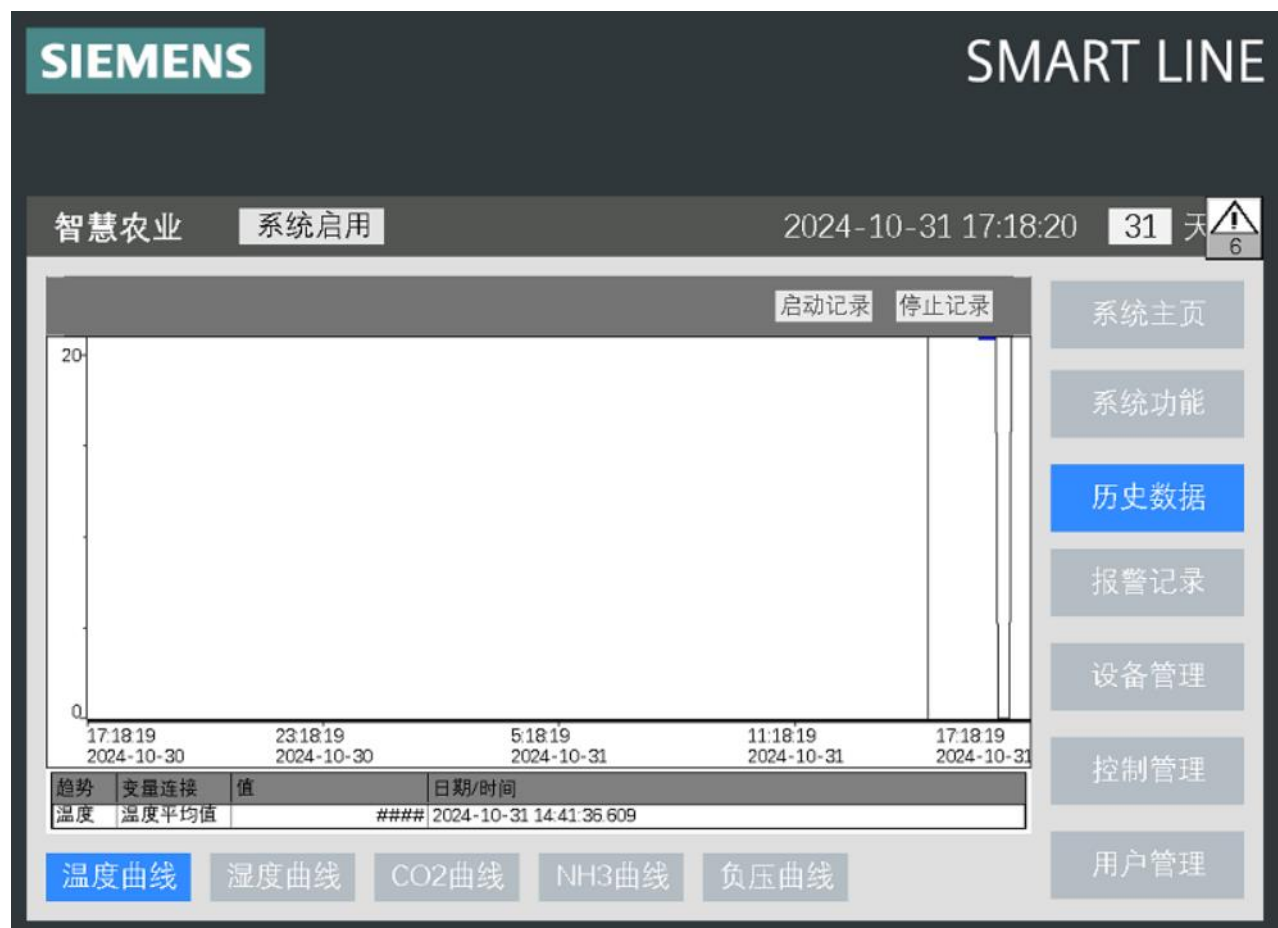 SIEMENS SMART LINE
智慧农业 系统启用 2024-10-31 17:18:20 31 天
6
启动记录 停止记录
系统主页
20
系统功能
历史数据
报警记录
设备管理
0
17:18:19 23:18:19 5:18:19 11:18:19 17:18:19
2024-10-30 2024-10-30 2024-10-31 2024-10-31 2024-10-31
控制管理
趋势 变量连接 值 日期/时间
温度 温度平均值 #### 2024-10-31 14:41:36.609
温度曲线 湿度曲线 CO2曲线 NH3曲线 负压曲线
用户管理